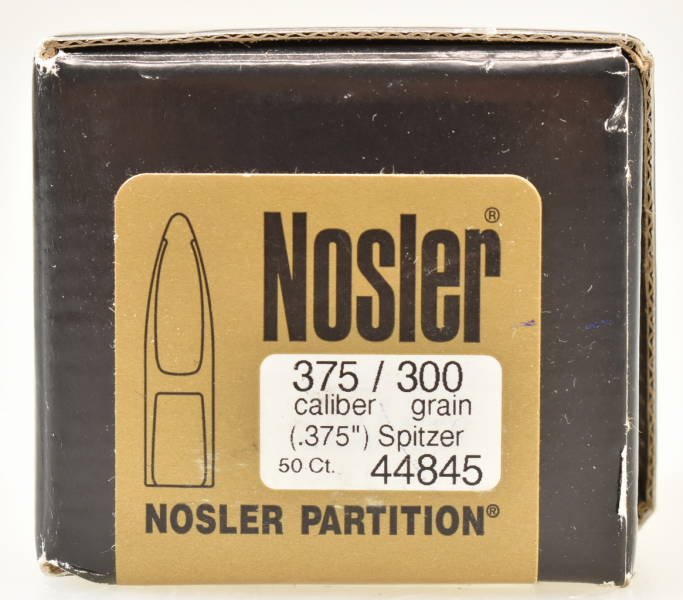 Nosler®
375 / 300
caliber grain
(.375") Spitzer
50 Ct. 44845
NOSLER PARTITION®